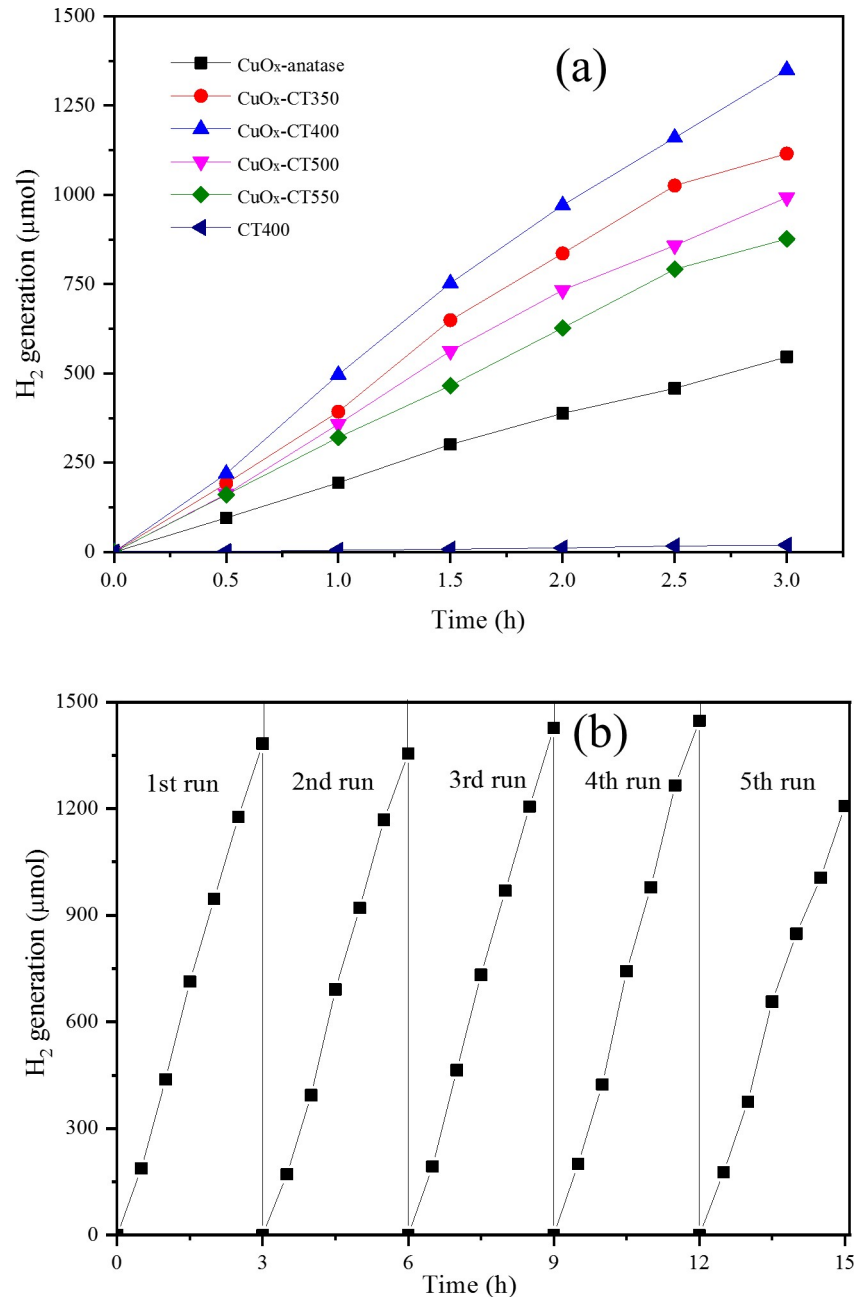 (a)
CuOx-anatase
CuOx-CT350
CuOx-CT400
CuOx-CT500
CuOx-CT550
CT400
H2 generation (μmol)
1500
1250
1000
750
500
250
0
0.0 0.5 1.0 1.5 2.0 2.5 3.0
Time (h)
(b)
1st run 2nd run 3rd run 4th run 5th run
H2 generation (μmol)
1500
1200
900
600
300
0
0 3 6 9 12 15
Time (h)